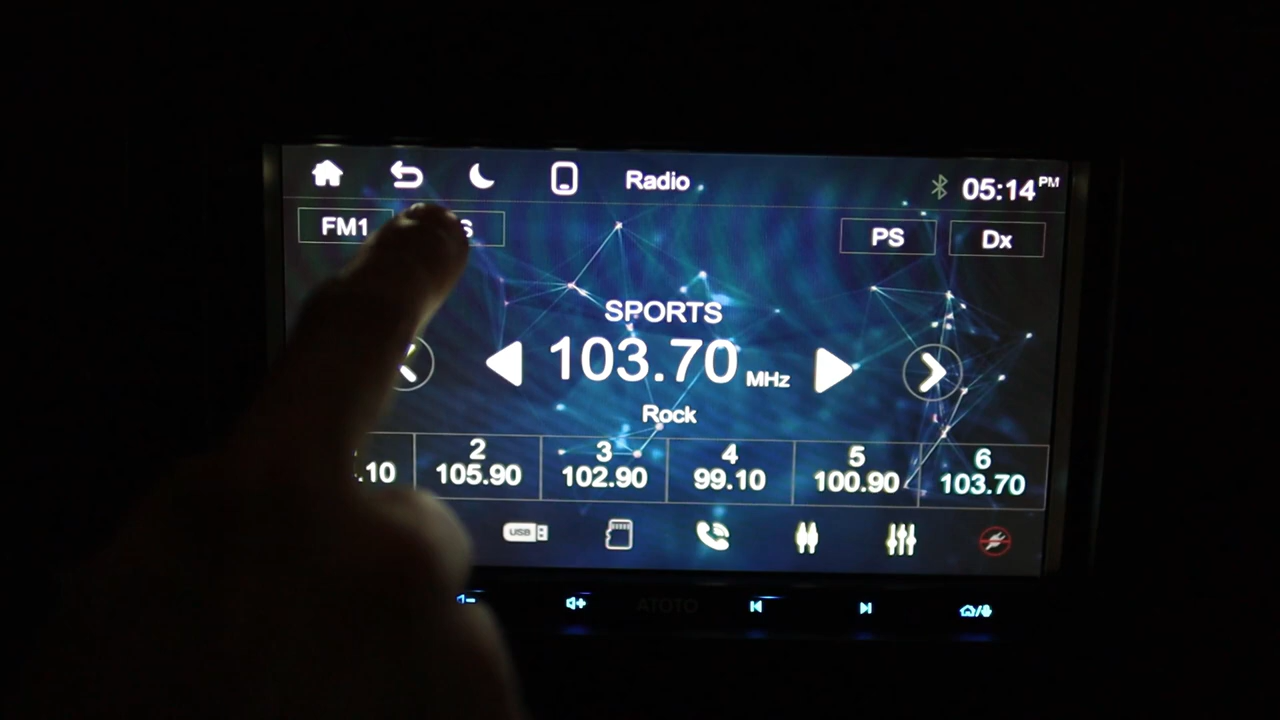 Radio
05:14 PM
FM1
S
PS
Dx
SPORTS
103.70 MHz
Rock
.10
2
105.90
3
102.90
4
99.10
5
100.90
6
103.70
USB
ATOTO